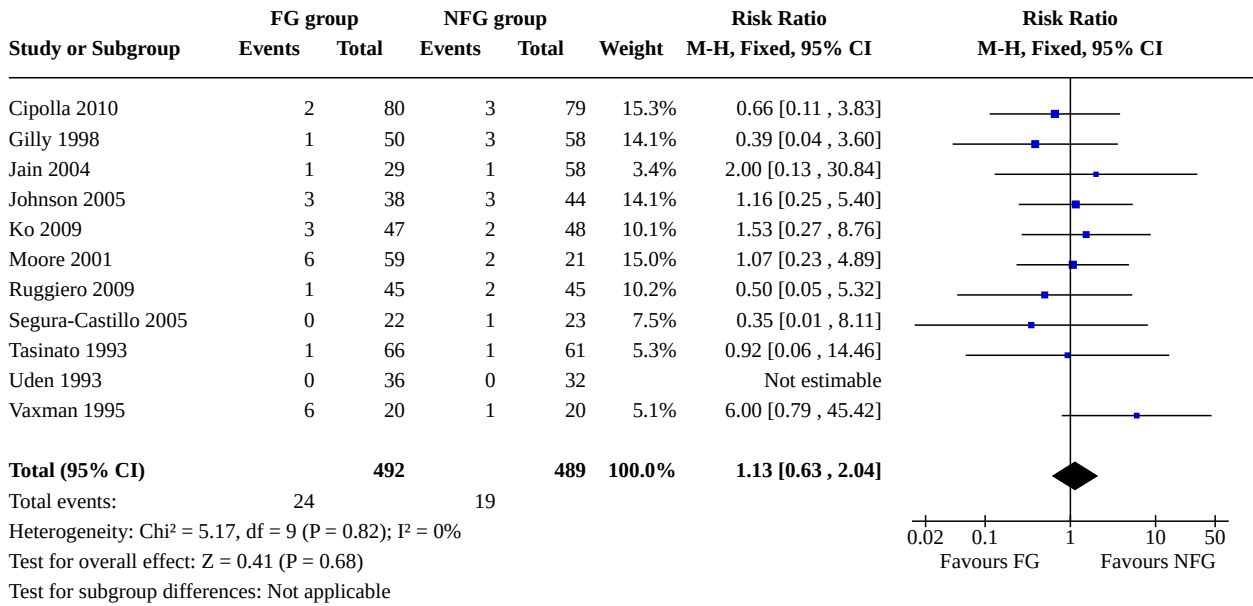 FG group NFG group Risk Ratio Risk Ratio
Study or Subgroup Events Total Events Total Weight M-H, Fixed, 95% CI M-H, Fixed, 95% CI
Cipolla 2010 2 80 3 79 15.3% 0.66 [0.11 , 3.83]
Gilly 1998 1 50 3 58 14.1% 0.39 [0.04 , 3.60]
Jain 2004 1 29 1 58 3.4% 2.00 [0.13 , 30.84]
Johnson 2005 3 38 3 44 14.1% 1.16 [0.25 , 5.40]
Ko 2009 3 47 2 48 10.1% 1.53 [0.27 , 8.76]
Moore 2001 6 59 2 21 15.0% 1.07 [0.23 , 4.89]
Ruggiero 2009 1 45 2 45 10.2% 0.50 [0.05 , 5.32]
Segura-Castillo 2005 0 22 1 23 7.5% 0.35 [0.01 , 8.11]
Tasinato 1993 1 66 1 61 5.3% 0.92 [0.06 , 14.46]
Uden 1993 0 36 0 32 Not estimable
Vaxman 1995 6 20 1 20 5.1% 6.00 [0.79 , 45.42]
Total (95% CI) 492 489 100.0% 1.13 [0.63 , 2.04]
Total events: 24 19
Heterogeneity: Chi² = 5.17, df = 9 (P = 0.82); I² = 0%
0.02 0.1 1 10 50
Test for overall effect: Z = 0.41 (P = 0.68) Favours FG Favours NFG
Test for subgroup differences: Not applicable